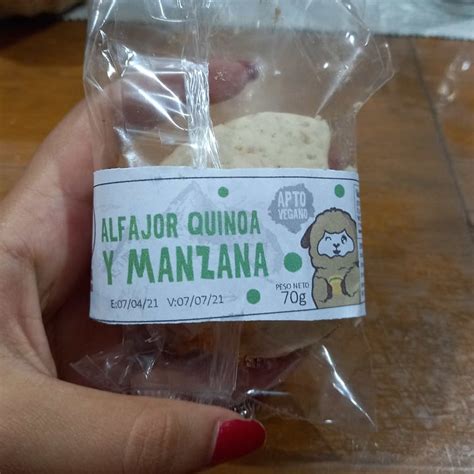 ALFAJOR QUINOA
Y MANZANA
APTO
VEGANO
E:07/04/21 V:07/07/21
PESO NETO
70g